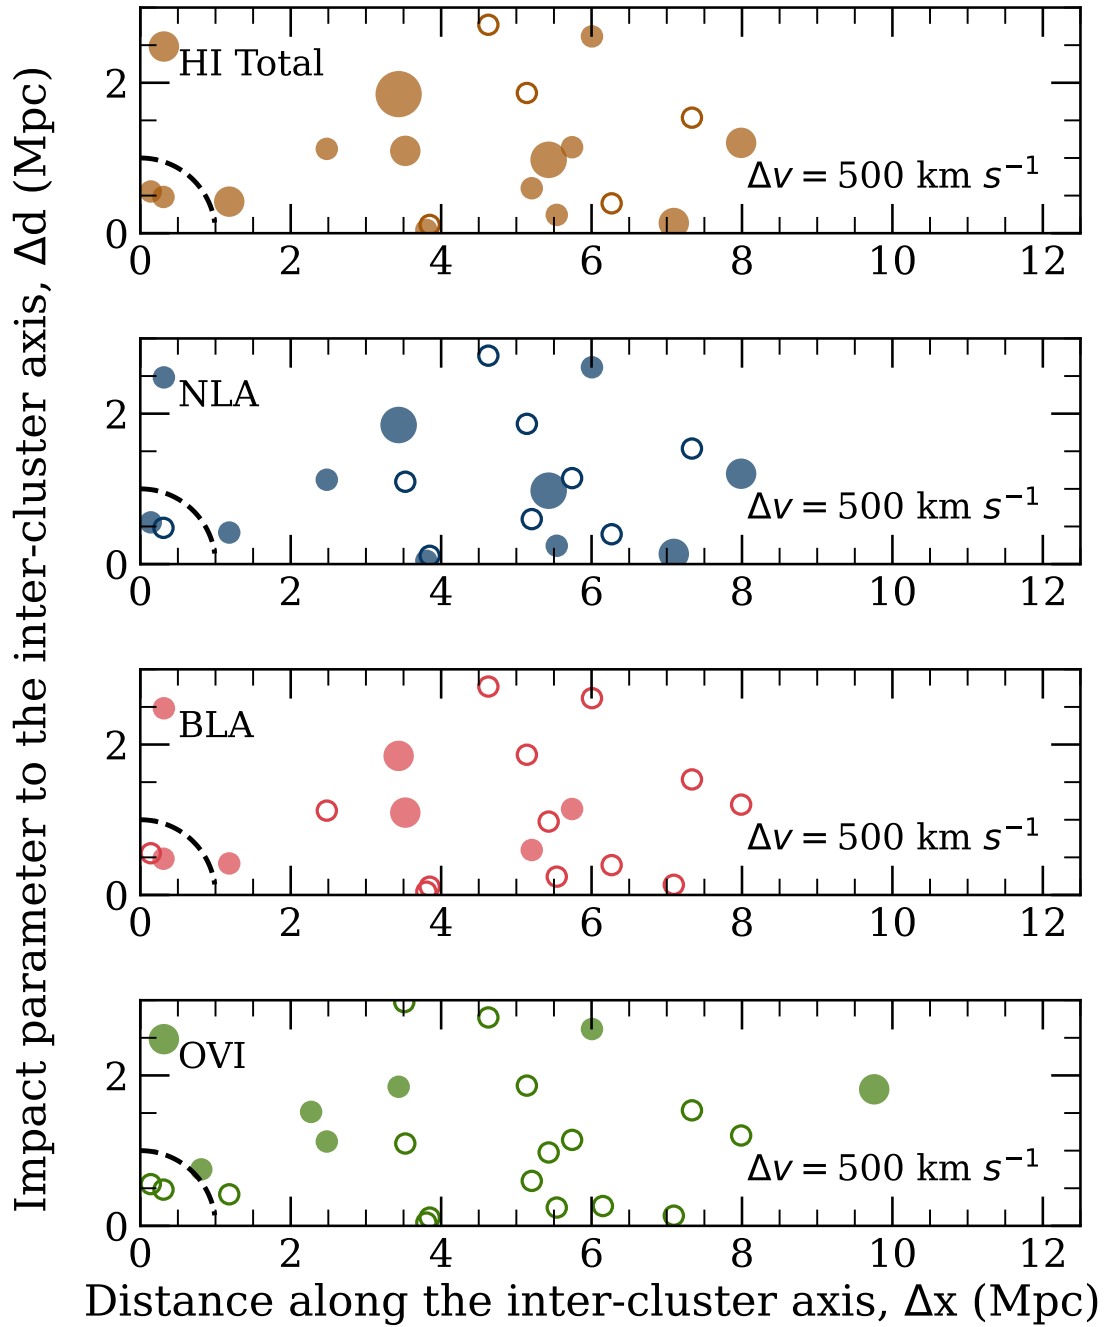 Impact parameter to the inter-cluster axis, Δd (Mpc)
HI Total
2
0
Δv = 500 km s⁻¹
0 2 4 6 8 10 12
NLA
2
0
Δv = 500 km s⁻¹
0 2 4 6 8 10 12
BLA
2
0
Δv = 500 km s⁻¹
0 2 4 6 8 10 12
OVI
2
0
Δv = 500 km s⁻¹
0 2 4 6 8 10 12
Distance along the inter-cluster axis, Δx (Mpc)